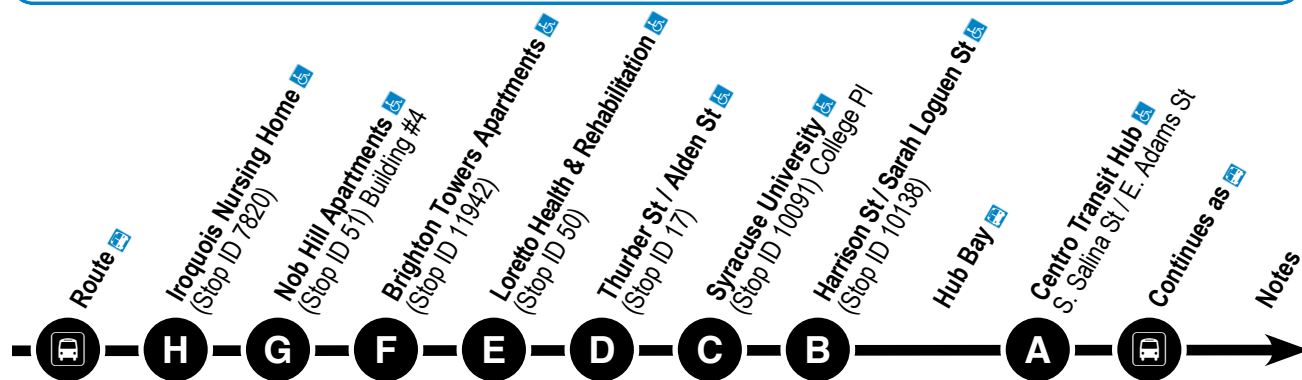 Route
Iroquois Nursing Home
(Stop ID 7820)
Nob Hill Apartments
(Stop ID 51) Building #4
Brighton Towers Apartments
(Stop ID 11942)
Loretto Health & Rehabilitation
(Stop ID 50)
Thurber St / Alden St
(Stop ID 17)
Syracuse University
(Stop ID 10091) College Pl
Harrison St / Sarah Loguen St
(Stop ID 10138)
Hub Bay
Centro Transit Hub
S. Salina St / E. Adams St
Continues as
Notes
H G F E D C B A